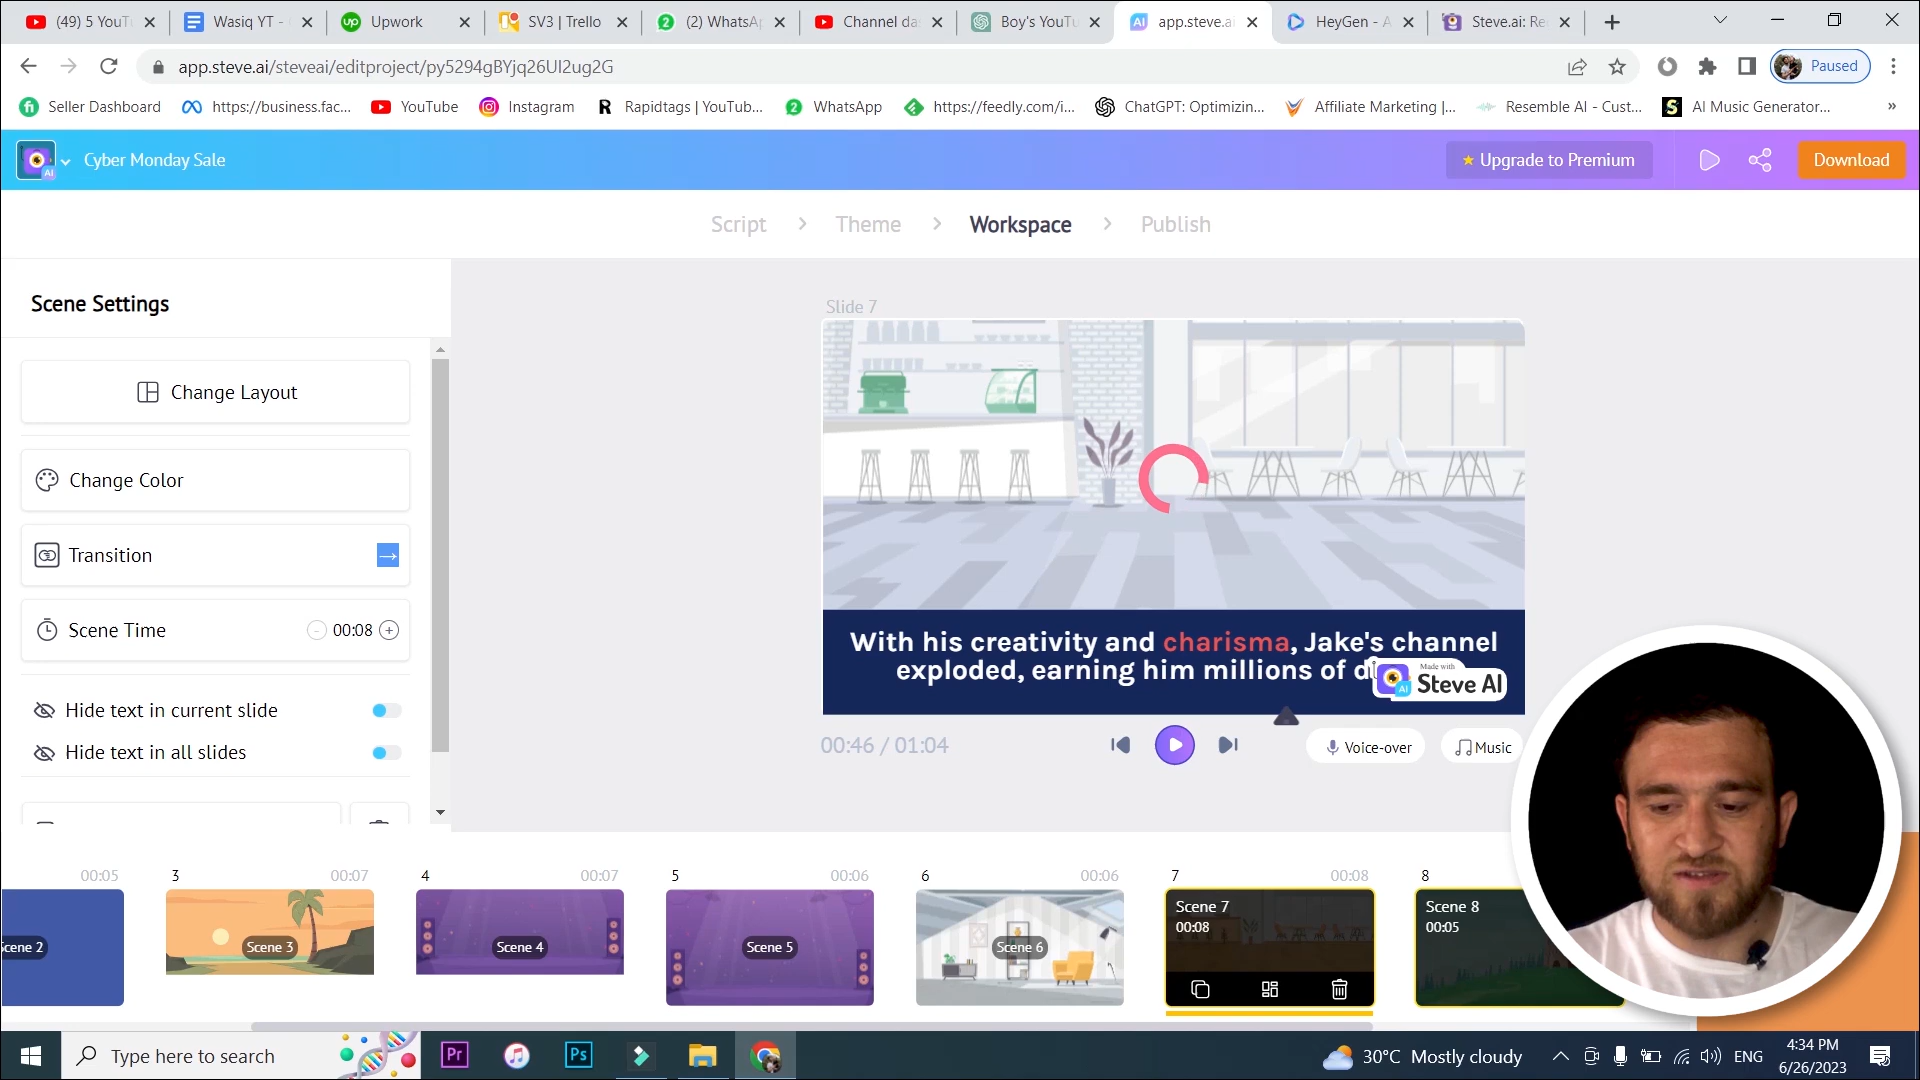 (49) 5 YouT
Wasiq YT -
Upwork
SV3 | Trello
(2) WhatsA
Channel da
Boy's YouTu
app.steve.ai
HeyGen - A
Steve.ai: Re
app.steve.ai/steveai/editproject/py5294gBYjq26UI2ug2G
Paused
Seller Dashboard
https://business.fac...
YouTube
Instagram
Rapidtags | YouTub...
WhatsApp
https://feedly.com/i...
ChatGPT: Optimizin...
Affiliate Marketing |...
Resemble AI - Cust...
AI Music Generator...
»
AI
Cyber Monday Sale
Upgrade to Premium
Download
Script > Theme > Workspace > Publish
Scene Settings
Slide 7
Change Layout
Change Color
Transition
Scene Time
00:08
Hide text in current slide
Hide text in all slides
With his creativity and charisma, Jake's channel
exploded, earning him millions of d
Made with
Steve AI
00:46 / 01:04
Voice-over
Music
00:05
3 00:07
4 00:07
5 00:06
6 00:06
7 00:08
8
Scene 2
Scene 3
Scene 4
Scene 5
Scene 6
Scene 7
00:08
Scene 8
00:05
Type here to search
Pr
Ps
30°C Mostly cloudy
ENG
4:34 PM
6/26/2023